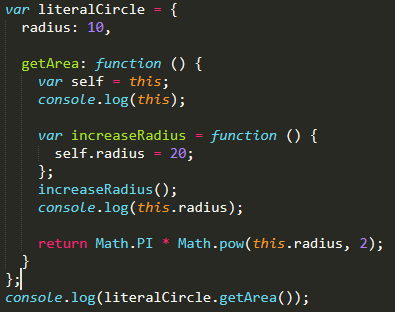 var literalCircle = {
  radius: 10,

  getArea: function () {
    var self = this;
    console.log(this);

    var increaseRadius = function () {
      self.radius = 20;
    };
    increaseRadius();
    console.log(this.radius);

    return Math.PI * Math.pow(this.radius, 2);
  }
};
console.log(literalCircle.getArea());